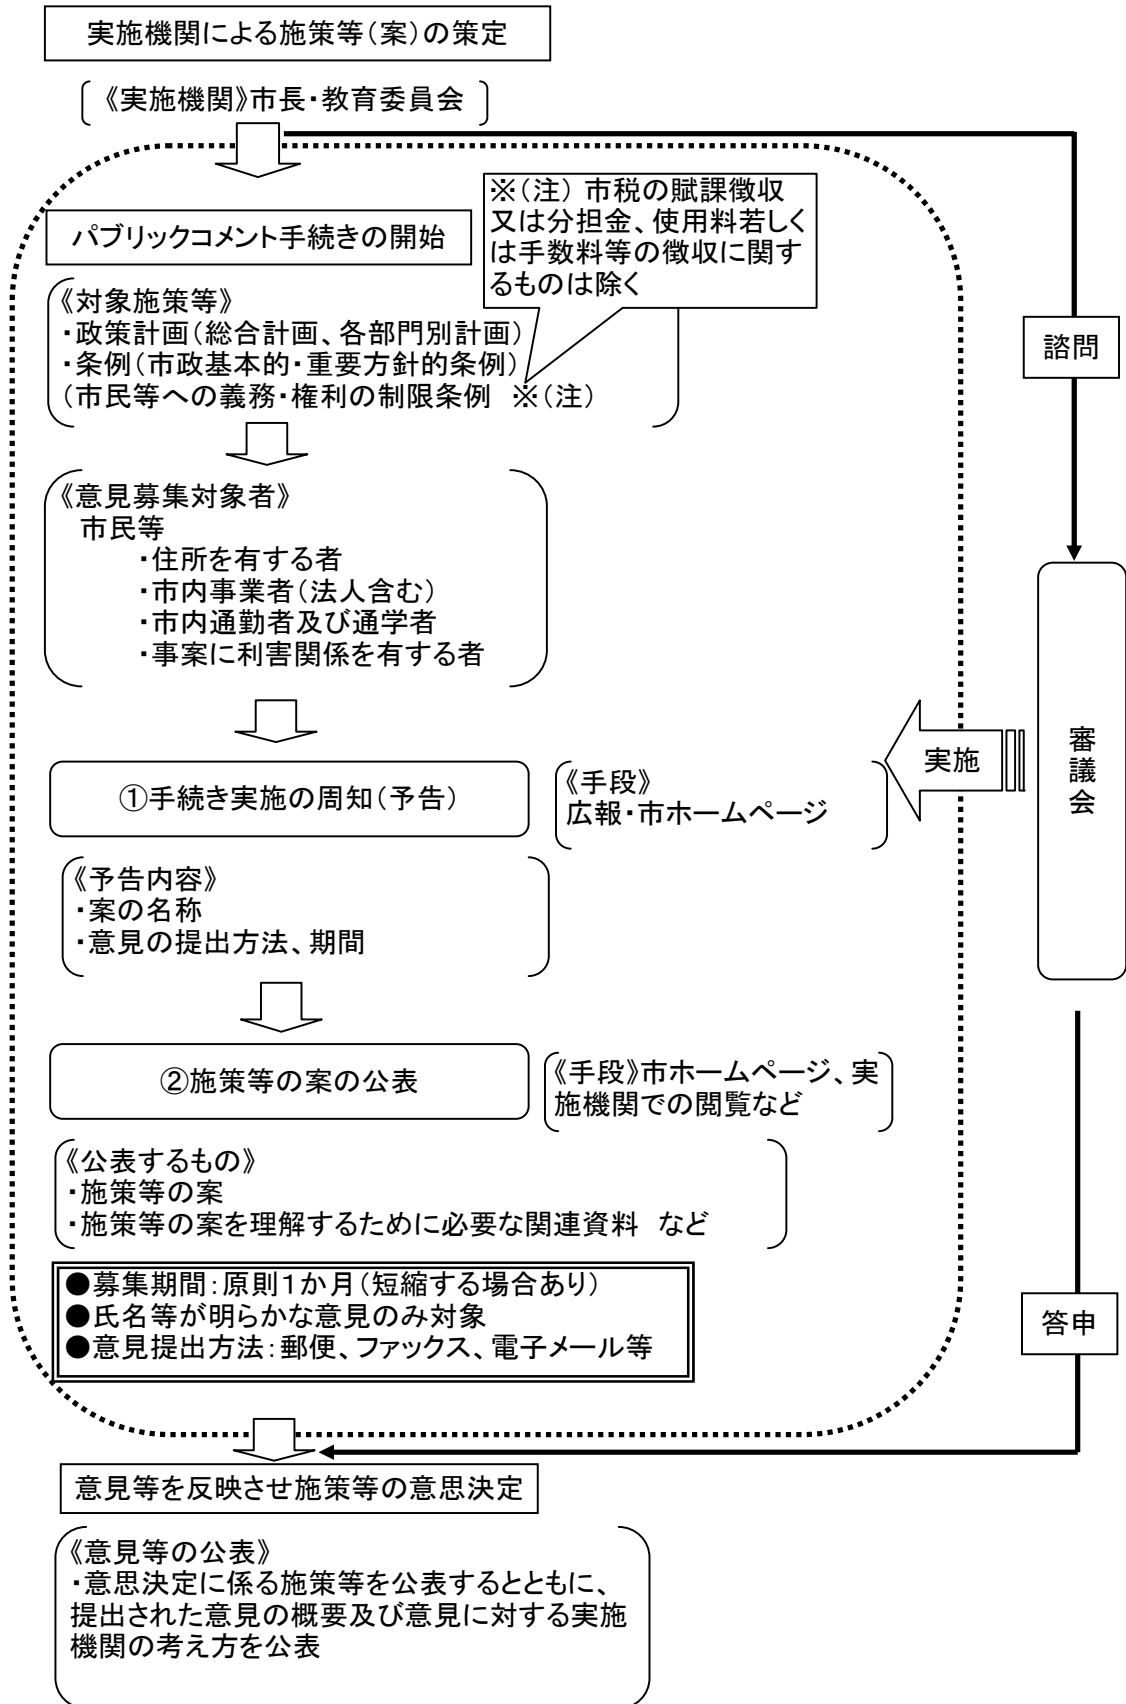 実施機関による施策等（案）の策定
《実施機関》市長・教育委員会
※（注）市税の賦課徴収
又は分担金、使用料若しく
は手数料等の徴収に関す
るものは除く
パブリックコメント手続きの開始
《対象施策等》
・政策計画（総合計画、各部門別計画）
・条例（市政基本的・重要方針的条例）
（市民等への義務・権利の制限条例　※（注）
諮問
《意見募集対象者》
市民等
・住所を有する者
・市内事業者（法人含む）
・市内通勤者及び通学者
・事案に利害関係を有する者
審議会
実施
①手続き実施の周知（予告）
《手段》
広報・市ホームページ
《予告内容》
・案の名称
・意見の提出方法、期間
②施策等の案の公表
《手段》市ホームページ、実
施機関での閲覧など
《公表するもの》
・施策等の案
・施策等の案を理解するために必要な関連資料　など
●募集期間：原則１か月（短縮する場合あり）
●氏名等が明らかな意見のみ対象
●意見提出方法：郵便、ファックス、電子メール等
答申
意見等を反映させ施策等の意思決定
《意見等の公表》
・意思決定に係る施策等を公表するとともに、
提出された意見の概要及び意見に対する実施
機関の考え方を公表